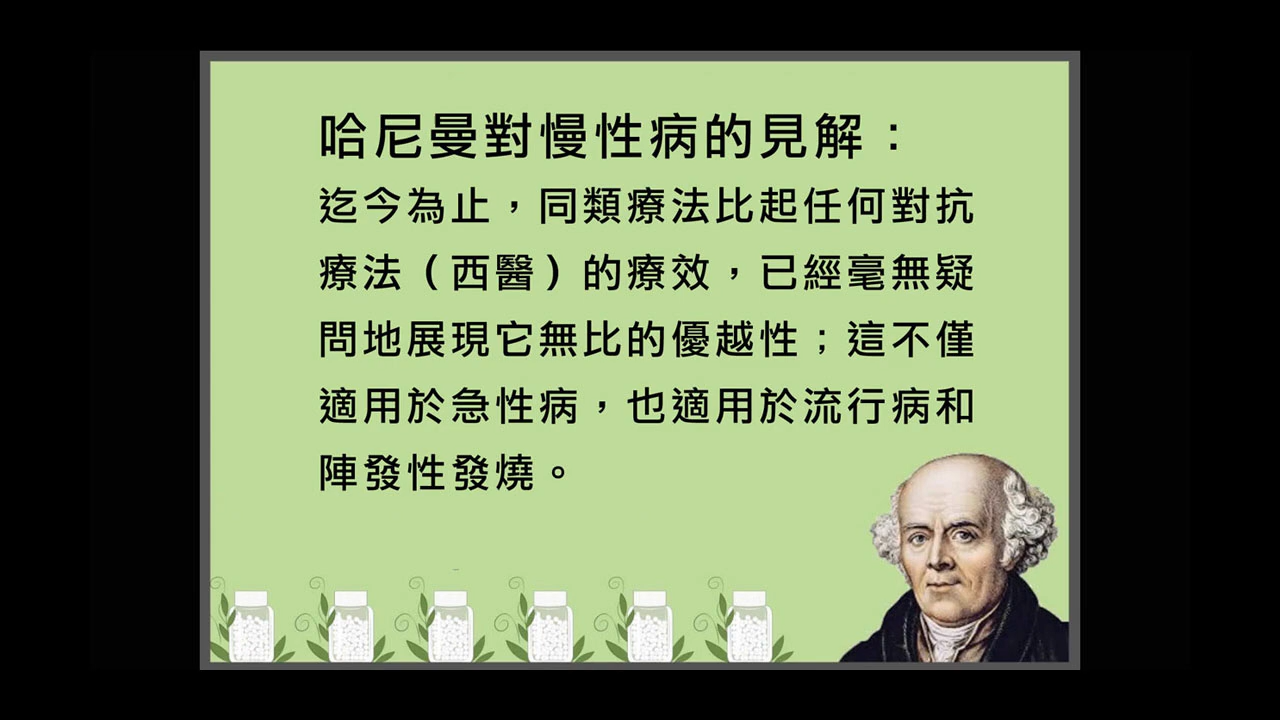 哈尼曼對慢性病的見解：
迄今為止，同類療法比起任何對抗
療法（西醫）的療效，已經毫無疑
問地展現它無比的優越性；這不僅
適用於急性病，也適用於流行病和
陣發性發燒。